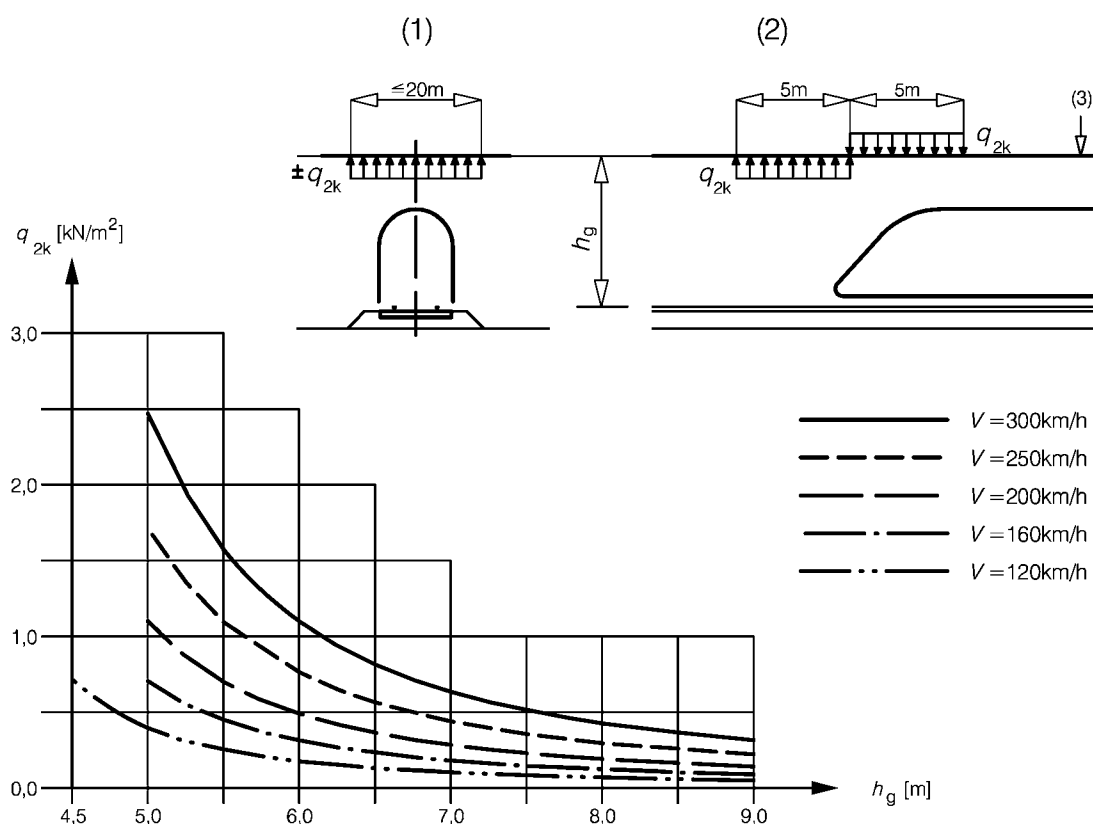 (1) (2)
≤20m 5m 5m (3)
q2k
± q2k q2k
hg
q2k [kN/m²]
3,0
2,0
1,0
0,0
V = 300km/h
V = 250km/h
V = 200km/h
V = 160km/h
V = 120km/h
4,5 5,0 6,0 7,0 8,0 9,0 hg [m]